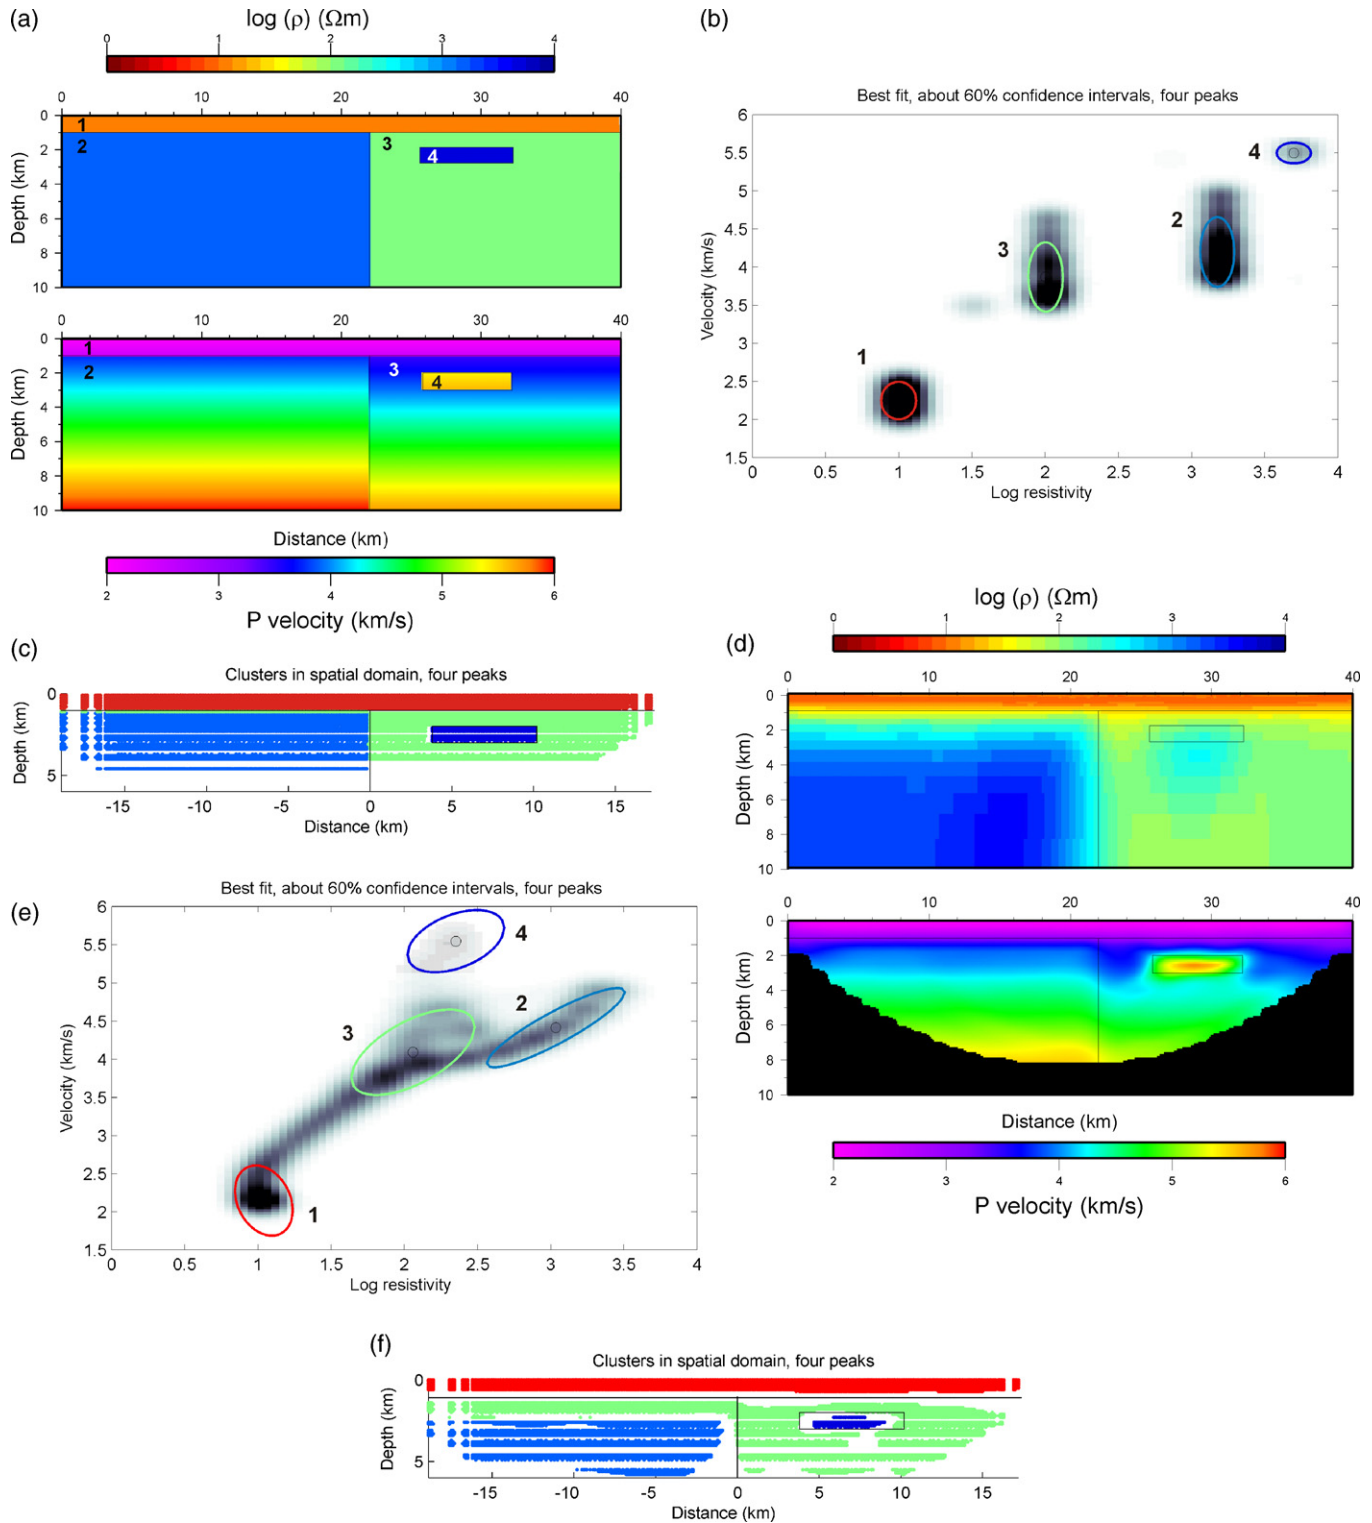 (a)
log (ρ) (Ωm)
0 1 2 3 4
0 10 20 30 40
0
2
4
6
8
10
Depth (km)
1
2
3
4
0 10 20 30 40
0
2
4
6
8
10
Depth (km)
1
2
3
4
Distance (km)
2 3 4 5 6
P velocity (km/s)
(b)
Best fit, about 60% confidence intervals, four peaks
6
5.5
5
4.5
4
3.5
3
2.5
2
1.5
Velocity (km/s)
4
2
3
1
0 0.5 1 1.5 2 2.5 3 3.5 4
Log resistivity
(c)
Clusters in spatial domain, four peaks
0
5
Depth (km)
-15 -10 -5 0 5 10 15
Distance (km)
(d)
log (ρ) (Ωm)
0 1 2 3 4
0 10 20 30 40
0
2
4
6
8
10
Depth (km)
0 10 20 30 40
0
2
4
6
8
10
Depth (km)
Distance (km)
2 3 4 5 6
P velocity (km/s)
(e)
Best fit, about 60% confidence intervals, four peaks
6
5.5
5
4.5
4
3.5
3
2.5
2
1.5
Velocity (km/s)
4
2
3
1
0 0.5 1 1.5 2 2.5 3 3.5 4
Log resistivity
(f)
Clusters in spatial domain, four peaks
0
5
Depth (km)
-15 -10 -5 0 5 10 15
Distance (km)